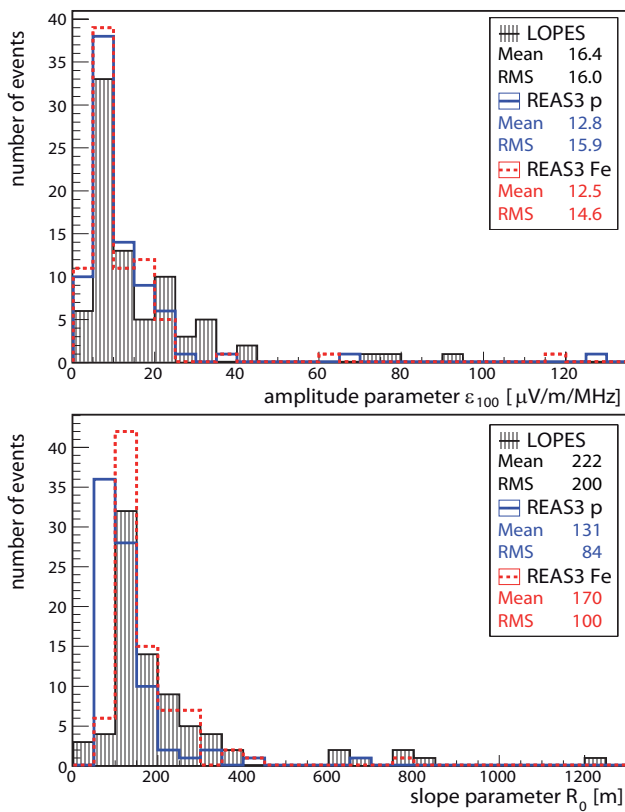 number of events
40
35
30
25
20
15
10
5
0
0
20
40
60
80
100
120
amplitude parameter ε₁₀₀ [ μV/m/MHz]
LOPES
Mean 16.4
RMS 16.0
REAS3 p
Mean 12.8
RMS 15.9
REAS3 Fe
Mean 12.5
RMS 14.6
number of events
40
35
30
25
20
15
10
5
0
0
200
400
600
800
1000
1200
slope parameter R₀ [m]
LOPES
Mean 222
RMS 200
REAS3 p
Mean 131
RMS 84
REAS3 Fe
Mean 170
RMS 100